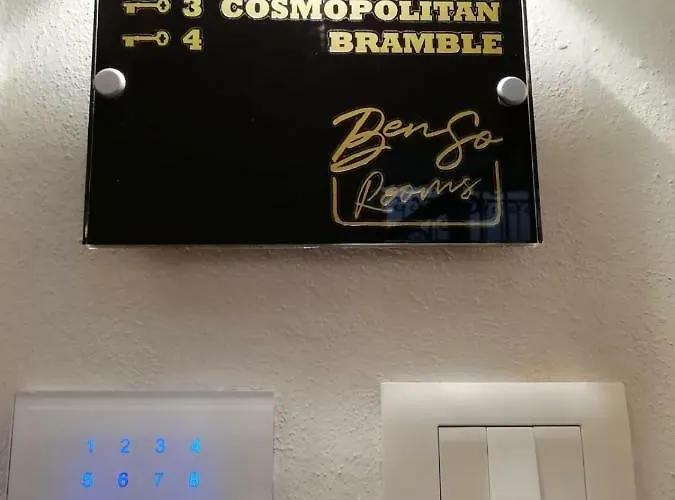 3 COSMOPOLITAN
4 BRAMBLE
BenSo
Rooms
1 2 3 4
5 6 7 8